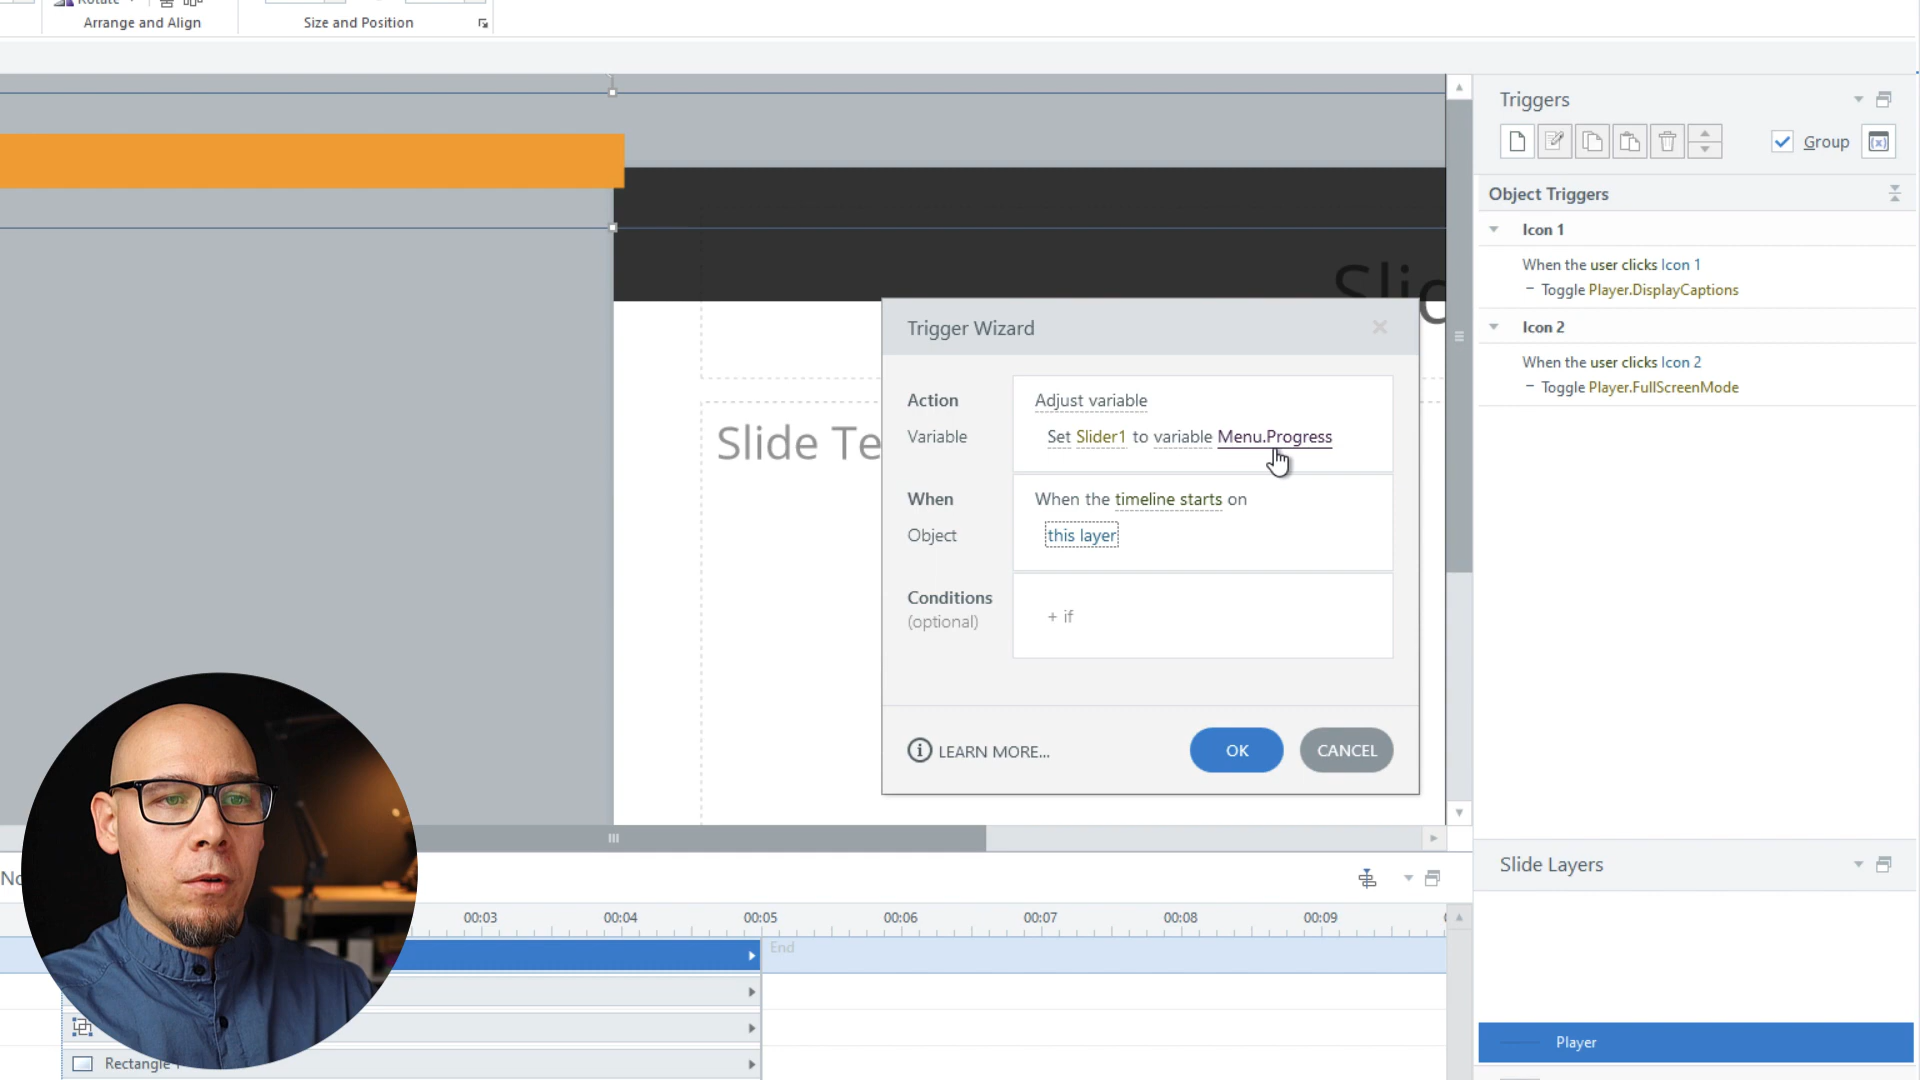 Rotate
Arrange and Align
Size and Position
Triggers
Group
Object Triggers
Icon 1
When the user clicks Icon 1
– Toggle Player.DisplayCaptions
Icon 2
When the user clicks Icon 2
– Toggle Player.FullScreenMode
Slid
Slide Te
Trigger Wizard
Action
Adjust variable
Variable
Set Slider1 to variable Menu.Progress
When
When the timeline starts on
Object
this layer
Conditions
(optional)
+ if
LEARN MORE...
OK
CANCEL
Slide Layers
Player
No
00:03
00:04
00:05
00:06
00:07
00:08
00:09
End
Rectangle